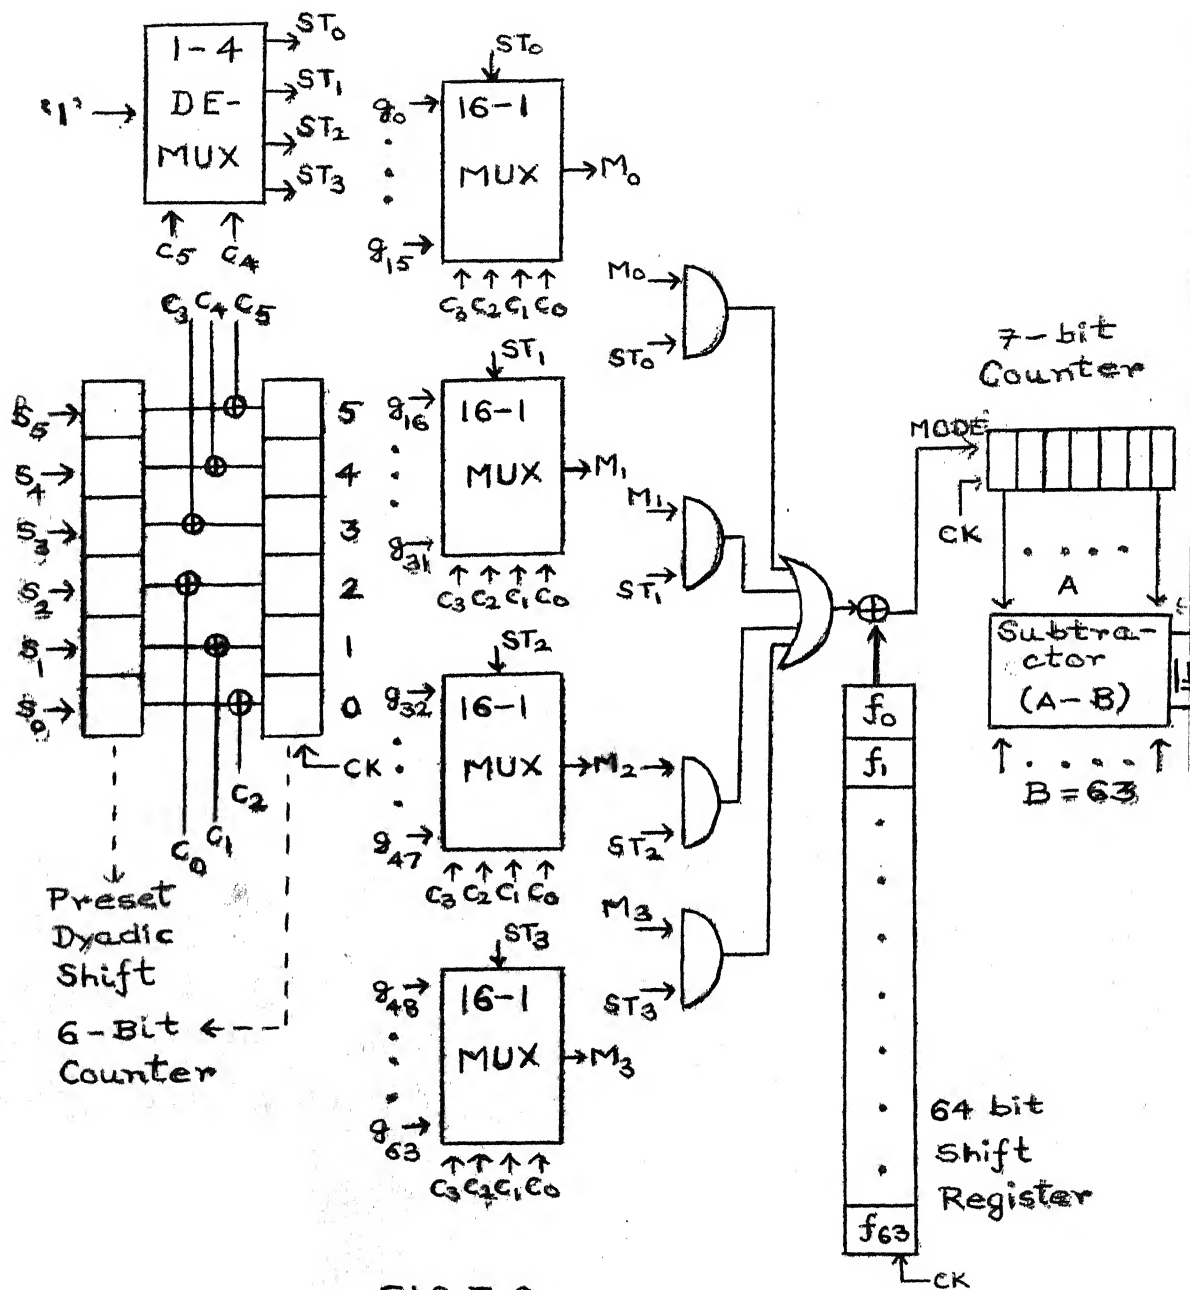 1-4
DE-
MUX
"1"
ST0
ST1
ST2
ST3
C5 C4
C3 C4 C5
S5
S4
S3
S2
S1
S0
5
4
3
2
1
0
CK
C0 C1 C2
Preset
Dyadic
Shift
6-Bit
Counter
ST0
g0
g15
16-1
MUX
M0
C3 C2 C1 C0
ST1
g16
g31
16-1
MUX
M1
C3 C2 C1 C0
ST2
g32
g47
16-1
MUX
M2
C3 C2 C1 C0
ST3
g48
g63
16-1
MUX
M3
C3 C2 C1 C0
M0
ST0
M1
ST1
ST2
M3
ST3
7-bit
Counter
MODE
CK
A
Subtra-
ctor
(A-B)
B=63
f0
f1
f63
64 bit
Shift
Register
CK